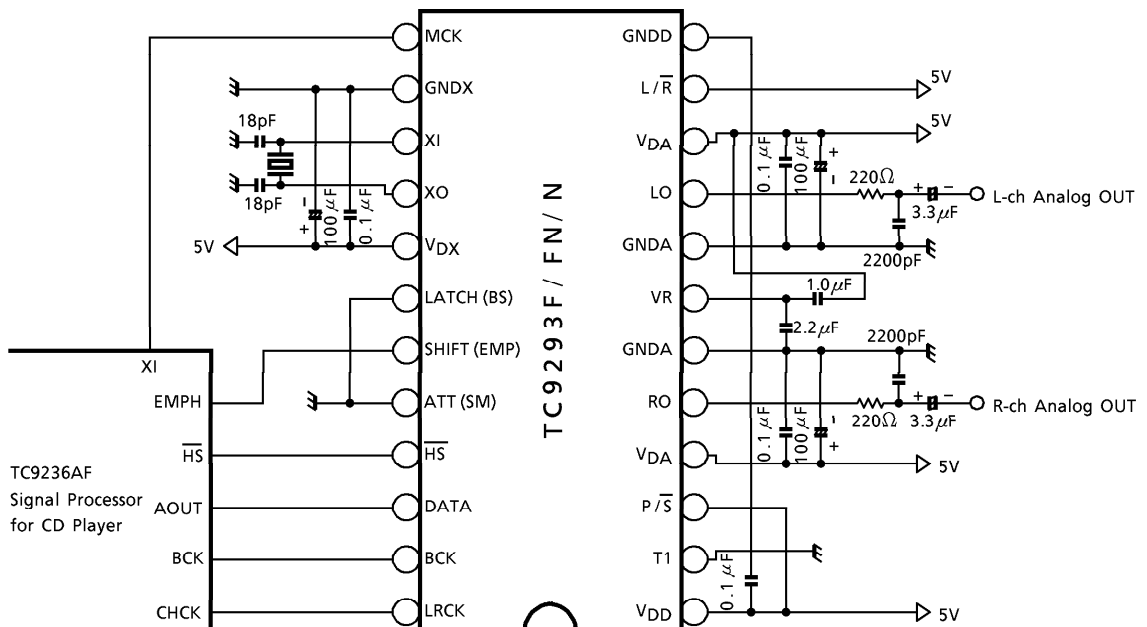 MCK
GNDX
XI
XO
VDX
LATCH (BS)
SHIFT (EMP)
ATT (SM)
HS
DATA
BCK
LRCK
18pF
18pF
-
+
100μF
0.1μF
5V
XI
EMPH
HS
AOUT
BCK
CHCK
TC9236AF
Signal Processor
for CD Player
TC9293F/FN/N
GNDD
L/R
VDA
LO
GNDA
VR
GNDA
RO
VDA
P/S
T1
VDD
5V
5V
0.1μF
100μF
+
-
220Ω
+ -
3.3μF
L-ch Analog OUT
2200pF
1.0μF
2.2μF
2200pF
0.1μF
100μF
-
+
220Ω
+ -
3.3μF
R-ch Analog OUT
5V
0.1μF
5V